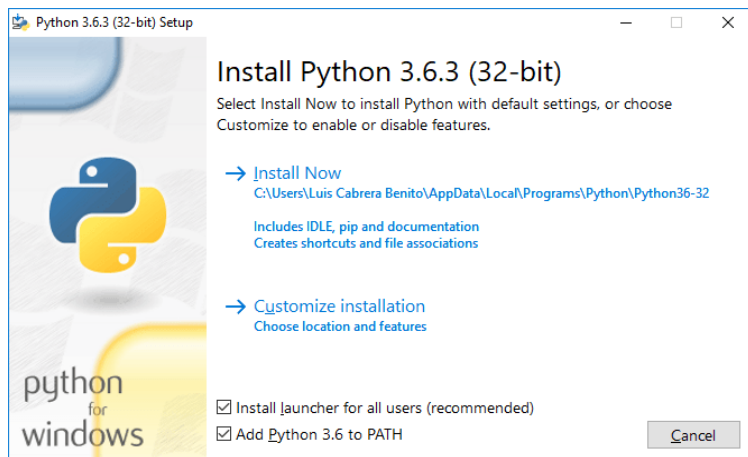 Python 3.6.3 (32-bit) Setup
Install Python 3.6.3 (32-bit)
Select Install Now to install Python with default settings, or choose
Customize to enable or disable features.
Install Now
C:\Users\Luis Cabrera Benito\AppData\Local\Programs\Python\Python36-32
Includes IDLE, pip and documentation
Creates shortcuts and file associations
Customize installation
Choose location and features
python
for
windows
Install launcher for all users (recommended)
Add Python 3.6 to PATH
Cancel